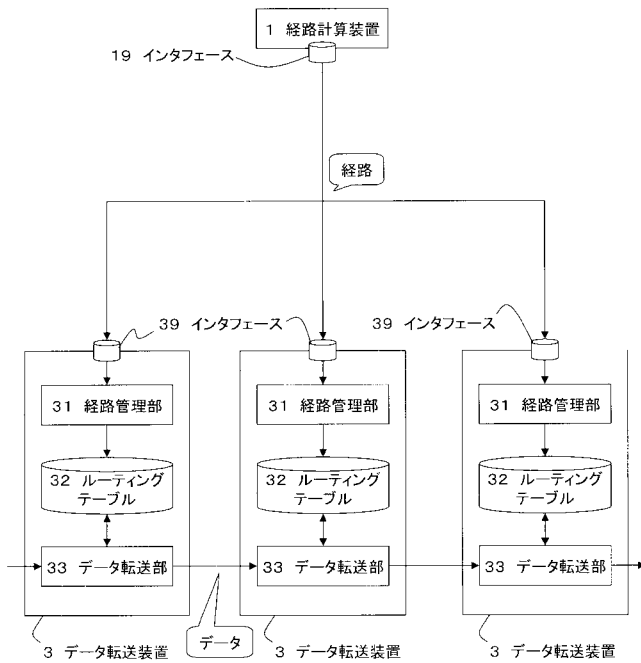 1 経路計算装置
19 インタフェース
経路
39 インタフェース
39 インタフェース
31 経路管理部
31 経路管理部
31 経路管理部
32 ルーティング
テーブル
32 ルーティング
テーブル
32 ルーティング
テーブル
33 データ転送部
33 データ転送部
33 データ転送部
データ
3 データ転送装置
3 データ転送装置
3 データ転送装置